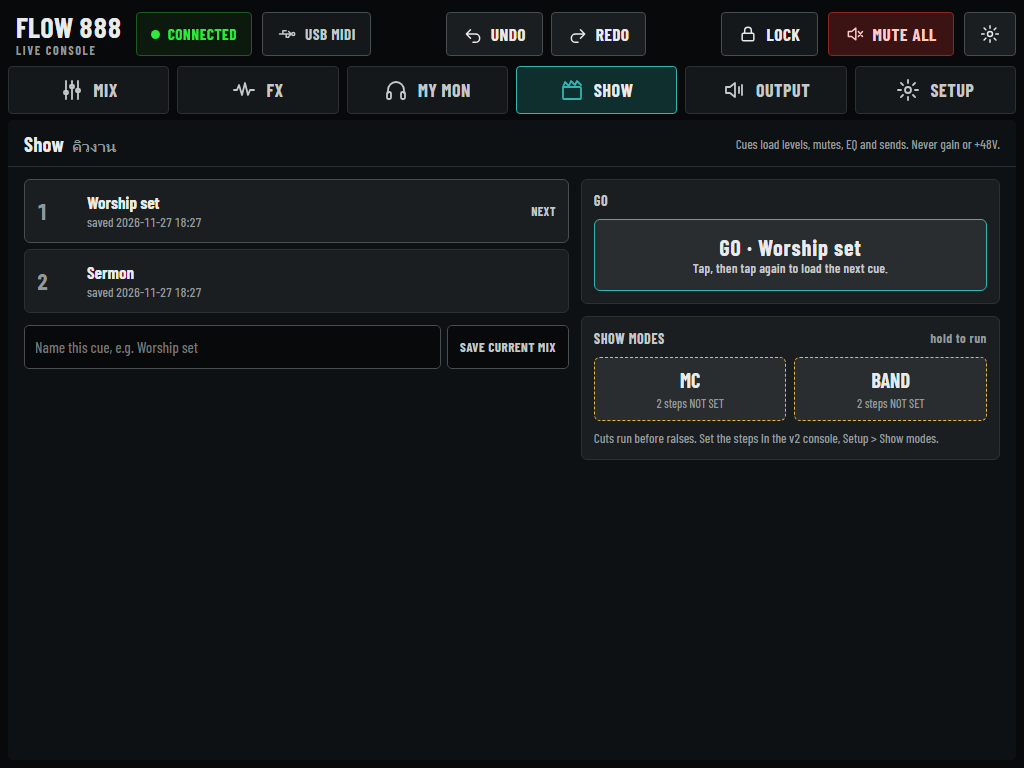 FLOW 888
LIVE CONSOLE
CONNECTED
USB MIDI
UNDO
REDO
LOCK
MUTE ALL
MIX
FX
MY MON
SHOW
OUTPUT
SETUP
Show คิวงาน
Cues load levels, mutes, EQ and sends. Never gain or +48V.
1
Worship set
saved 2026-11-27 18:27
NEXT
2
Sermon
saved 2026-11-27 18:27
Name this cue, e.g. Worship set
SAVE CURRENT MIX
GO
GO · Worship set
Tap, then tap again to load the next cue.
SHOW MODES
hold to run
MC
2 steps NOT SET
BAND
2 steps NOT SET
Cuts run before raises. Set the steps in the v2 console, Setup > Show modes.